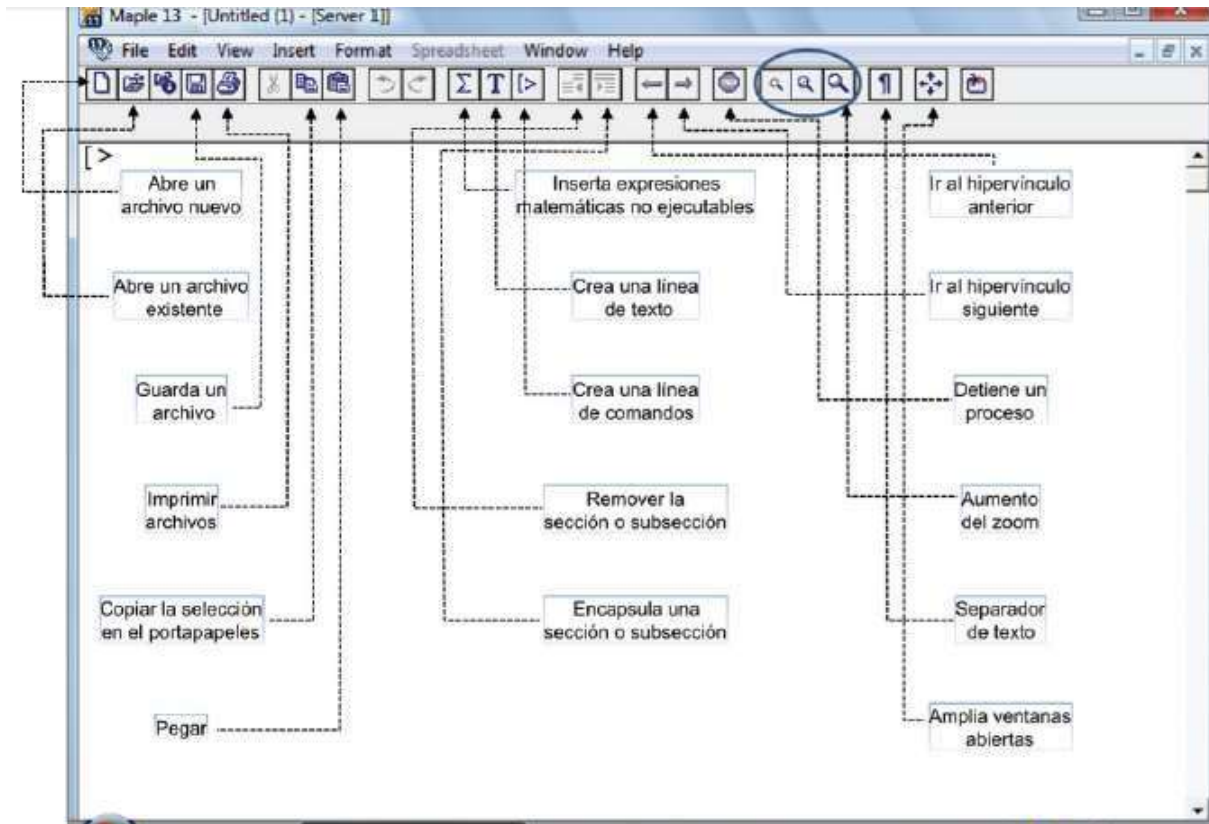 Maple 13 - [Untitled (1) - [Server 1]]
File Edit View Insert Format Spreadsheet Window Help
[>
Abre un
archivo nuevo
Inserta expresiones
matemáticas no ejecutables
Ir al hipervínculo
anterior
Abre un archivo
existente
Crea una línea
de texto
Ir al hipervínculo
siguiente
Guarda un
archivo
Crea una línea
de comandos
Detiene un
proceso
Imprimir
archivos
Remover la
sección o subsección
Aumento
del zoom
Copiar la selección
en el portapapeles
Encapsula una
sección o subsección
Separador
de texto
Pegar
Amplia ventanas
abiertas